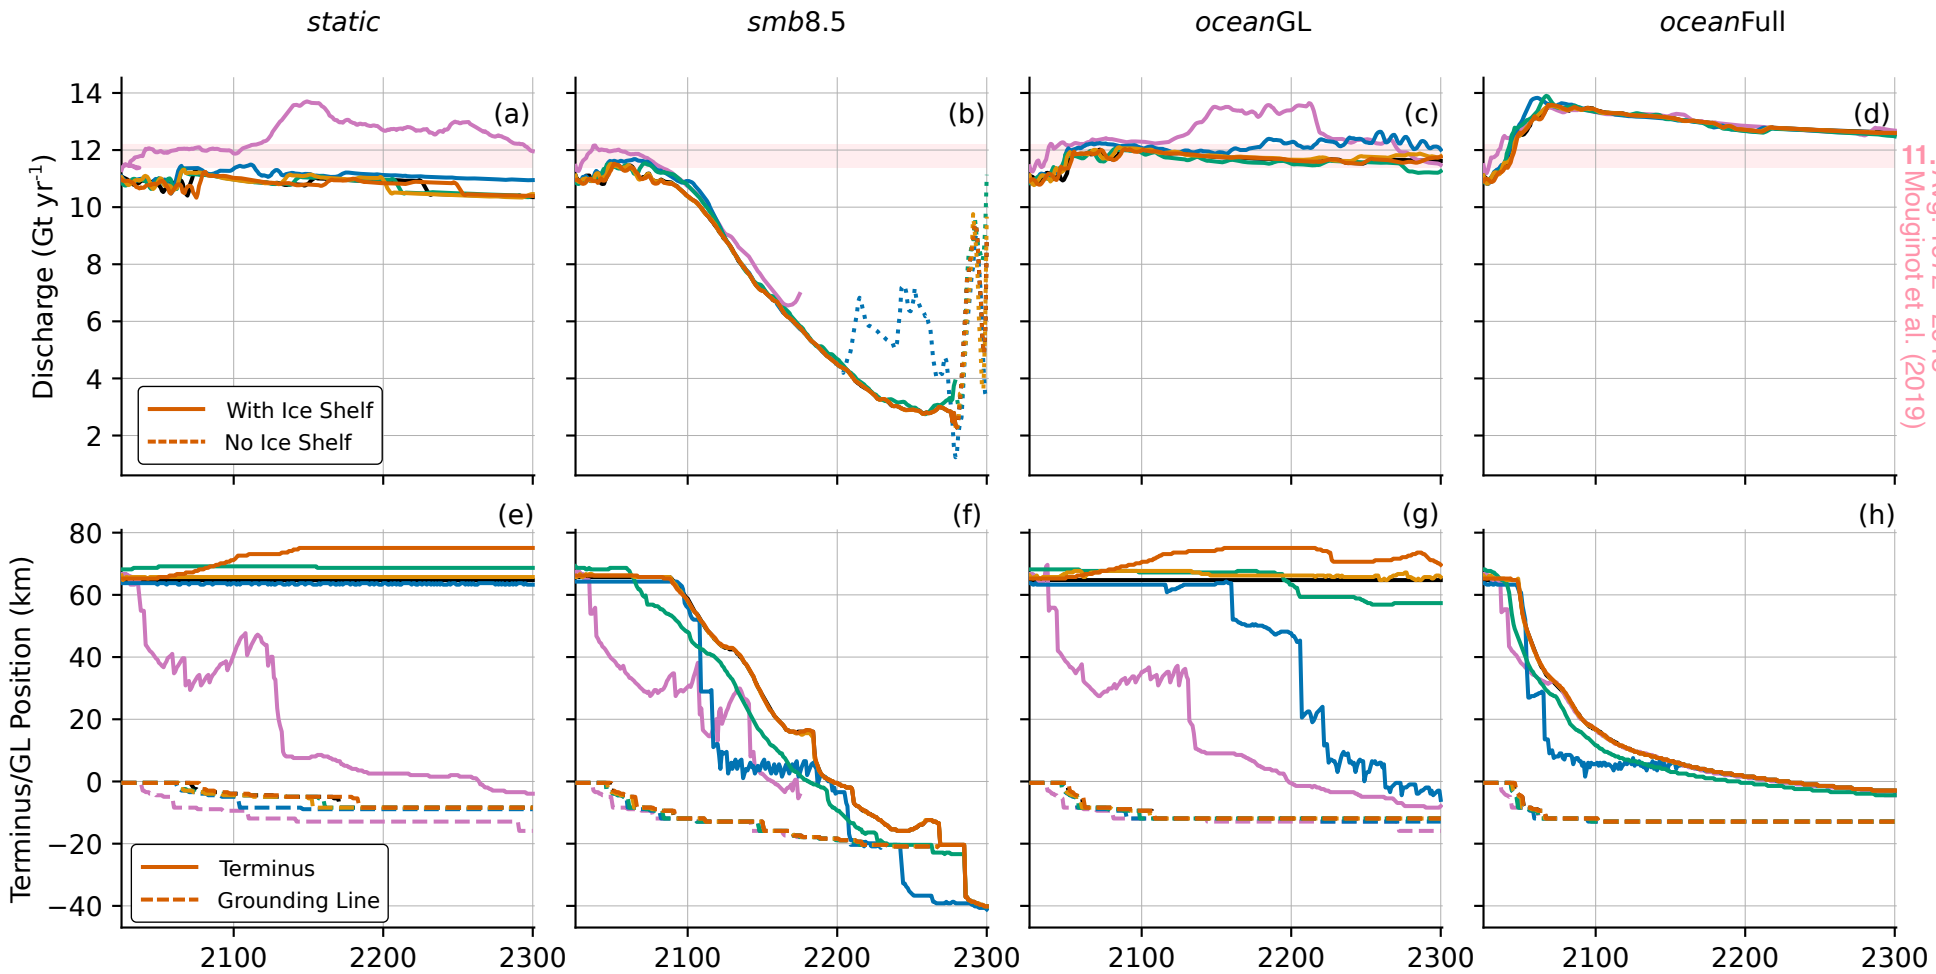 static smb8.5 oceanGL oceanFull
14
12
10
8
6
4
2
Discharge (Gt yr-1)
(a) (b) (c) (d)
With Ice Shelf
No Ice Shelf
11.
Mouginot et al. (2019)
80
60
40
20
0
−20
−40
Terminus/GL Position (km)
(e) (f) (g) (h)
Terminus
Grounding Line
2100 2200 2300 2100 2200 2300 2100 2200 2300 2100 2200 2300